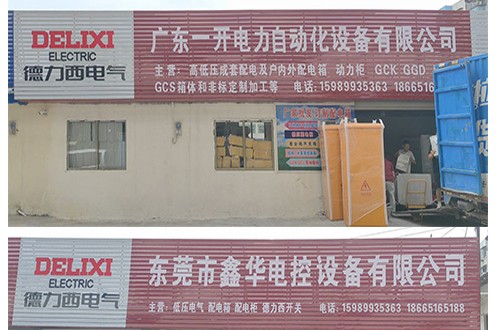 DELIXI
ELECTRIC
德力西电气
广东一开电力自动化设备有限公司
主营：高低压成套配电及户内外配电箱 动力柜 GCK GGD
GCS箱体和非标定制加工等 电话:15989935363 18665
DELIXI
ELECTRIC
德力西电气
东莞市鑫华电控设备有限公司
主营：低压电气 配电箱 配电柜 德力西开关 电话:15989935363 18665165188